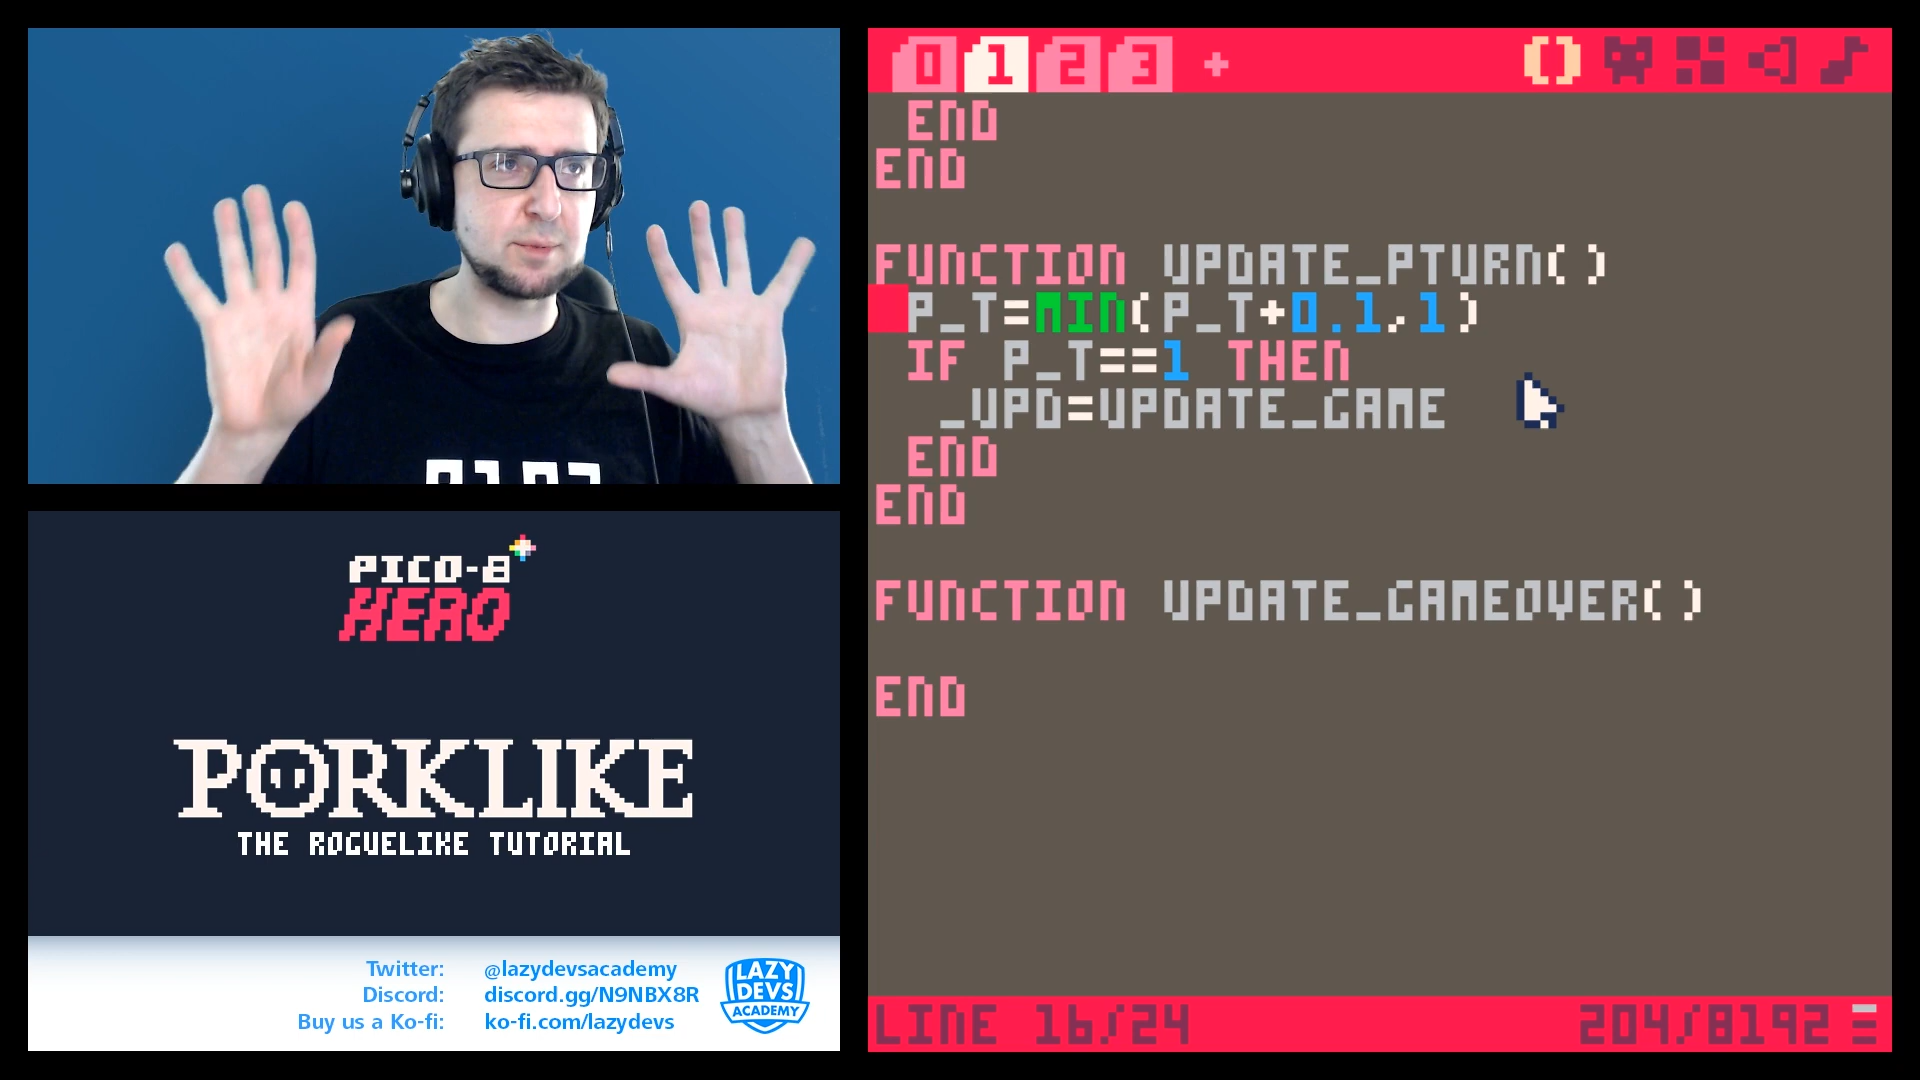 PICO-8
HERO
PORKLIKE
THE ROGUELIKE TUTORIAL
Twitter: @lazydevsacademy
Discord: discord.gg/N9NBX8R
Buy us a Ko-fi: ko-fi.com/lazydevs
LAZY
DEVS
ACADEMY
0 1 2 3 +
END
END
FUNCTION UPDATE_PTURN()
P_T=MIN(P_T+0.1,1)
IF P_T==1 THEN
_UPD=UPDATE_GAME
END
END
FUNCTION UPDATE_GAMEOVER()
END
LINE 16/24
204/8192